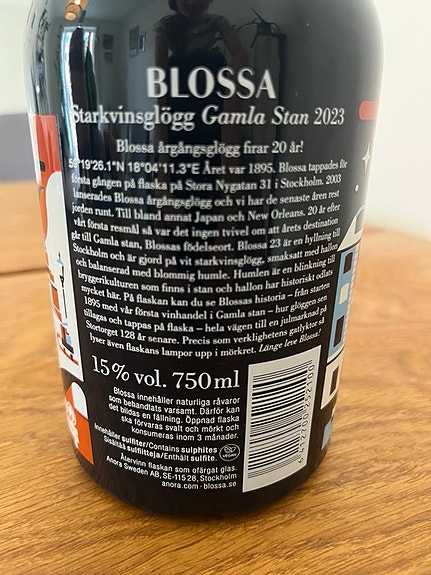 BLOSSA
Starkvinsglögg Gamla Stan 2023
Blossa årgångsglögg firar 20 år!
59°19'26.1"N 18°04'11.3"E Året var 1895. Blossa tappades för
första gången på flaska på Stora Nygatan 31 i Stockholm. 2003
lanserades Blossa årgångsglögg och vi har de senaste åren rest
jorden runt. Till bland annat Japan och New Orleans. 20 år efter
vårt första resmål så var det ingen tvivel om att årets destination
går till Gamla stan, Blossas födelseort. Blossa 23 är en hyllning till
Stockholm och är gjord på vit starkvinsglögg, smaksatt med hallon
och balanserad med blommig humle. Humlen är en blinkning till
bryggerikulturen som finns i stan och hallon har historiskt odlats
mycket här. På flaskan kan du se Blossas historia – från starten
1895 med vår första vinhandel i Gamla stan – hur glöggen sen
tillagas och tappas på flaska – hela vägen till en julmarknad på
Stortorget 128 år senare. Precis som verklighetens gatlyktor så
lyser även flaskans lampor upp i mörkret. Länge leve Blossa!
15% vol. 750 ml
Blossa innehåller naturliga råvaror
som behandlats varsamt. Därför kan
det bildas en fällning. Öppnad flaska
ska förvaras svalt och mörkt och
konsumeras inom 3 månader.
Innehåller sulfiter/Contains sulphites
Sisältää sulfiitteja/Enthält sulfite.
VEGAN
Återvinn flaskan som ofärgat glas.
Anora Sweden AB, SE-115 28, Stockholm
anora.com - blossa.se